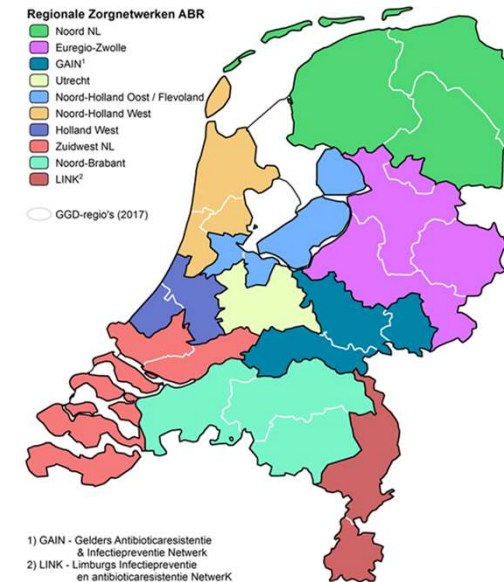 Regionale Zorgnetwerken ABR
Noord NL
Euregio-Zwolle
GAIN¹
Utrecht
Noord-Holland Oost / Flevoland
Noord-Holland West
Holland West
Zuidwest NL
Noord-Brabant
LINK²
GGD-regio's (2017)
1) GAIN - Gelders Antibioticaresistentie
& Infectiepreventie Netwerk
2) LINK - Limburgs Infectiepreventie
en antibioticaresistentie NetwerK